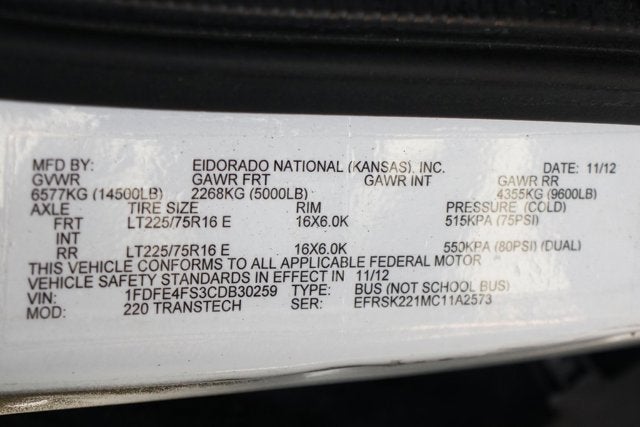 MFD BY: ElDORADO NATIONAL (KANSAS), INC. DATE: 11/12
GVWR GAWR FRT GAWR INT GAWR RR
6577KG (14500LB) 2268KG (5000LB) 4355KG (9600LB)
AXLE TIRE SIZE RIM PRESSURE (COLD)
FRT LT225/75R16 E 16X6.0K 515KPA (75PSI)
INT
RR LT225/75R16 E 16X6.0K 550KPA (80PSI) (DUAL)
THIS VEHICLE CONFORMS TO ALL APPLICABLE FEDERAL MOTOR
VEHICLE SAFETY STANDARDS IN EFFECT IN 11/12
VIN: 1FDFE4FS3CDB30259 TYPE: BUS (NOT SCHOOL BUS)
MOD: 220 TRANSTECH SER: EFRSK221MC11A2573